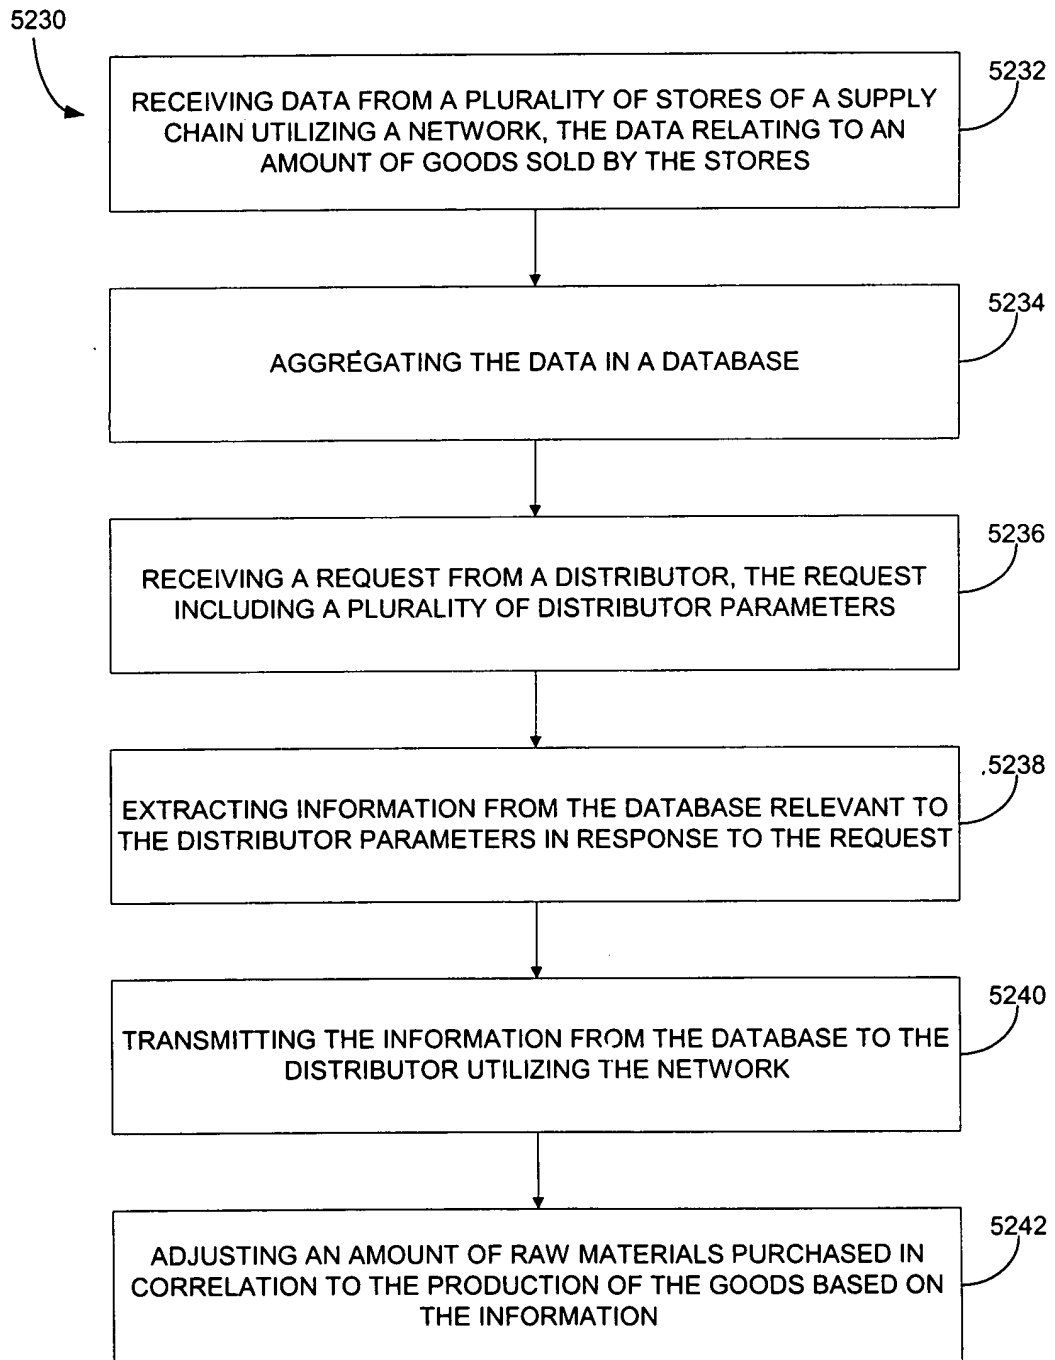 5230
5232
RECEIVING DATA FROM A PLURALITY OF STORES OF A SUPPLY
CHAIN UTILIZING A NETWORK, THE DATA RELATING TO AN
AMOUNT OF GOODS SOLD BY THE STORES
5234
AGGREGATING THE DATA IN A DATABASE
5236
RECEIVING A REQUEST FROM A DISTRIBUTOR, THE REQUEST
INCLUDING A PLURALITY OF DISTRIBUTOR PARAMETERS
5238
EXTRACTING INFORMATION FROM THE DATABASE RELEVANT TO
THE DISTRIBUTOR PARAMETERS IN RESPONSE TO THE REQUEST
5240
TRANSMITTING THE INFORMATION FROM THE DATABASE TO THE
DISTRIBUTOR UTILIZING THE NETWORK
5242
ADJUSTING AN AMOUNT OF RAW MATERIALS PURCHASED IN
CORRELATION TO THE PRODUCTION OF THE GOODS BASED ON
THE INFORMATION